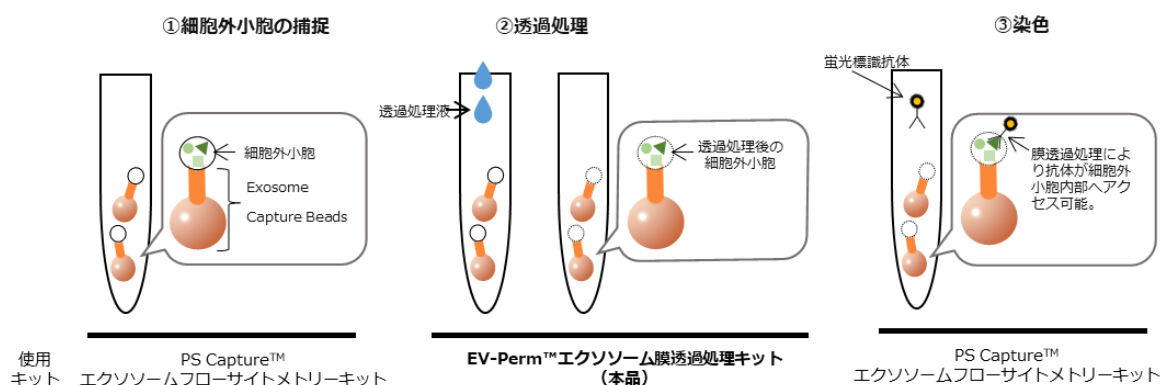 ①細胞外小胞の捕捉
②透過処理
③染色
細胞外小胞
Exosome
Capture Beads
透過処理液
透過処理後の
細胞外小胞
蛍光標識抗体
膜透過処理によ
り抗体が細胞外
小胞内部へアク
セス可能。
使用
キット
PS Capture™
エクソソームフローサイトメトリーキット
EV-Perm™エクソソーム膜透過処理キット
（本品）
PS Capture™
エクソソームフローサイトメトリーキット